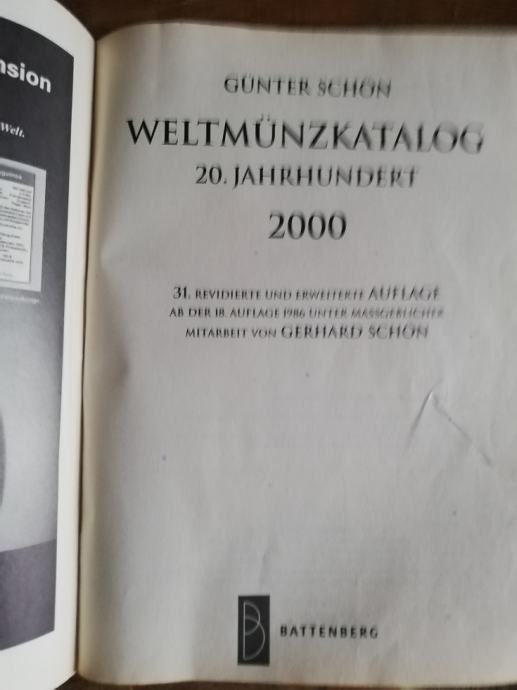 nsion
Welt.
GÜNTER SCHÖN
WELTMÜNZKATALOG
20. JAHRHUNDERT
2000
31. REVIDIERTE UND ERWEITERTE AUFLAGE
AB DER 18. AUFLAGE 1986 UNTER MASSGEBLICHER
MITARBEIT VON GERHARD SCHÖN
BATTENBERG